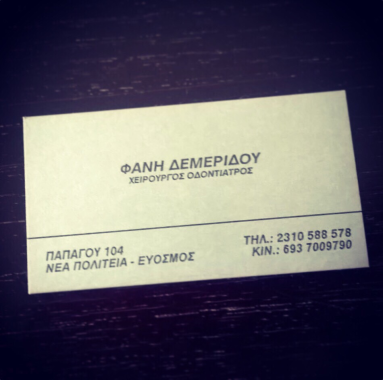 ΦΑΝΗ ΔΕΜΕΡΙΔΟΥ
ΧΕΙΡΟΥΡΓΟΣ ΟΔΟΝΤΙΑΤΡΟΣ
ΠΑΠΑΓΟΥ 104
ΝΕΑ ΠΟΛΙΤΕΙΑ - ΕΥΟΣΜΟΣ
ΤΗΛ.: 2310 588 578
ΚΙΝ.: 693 7009790